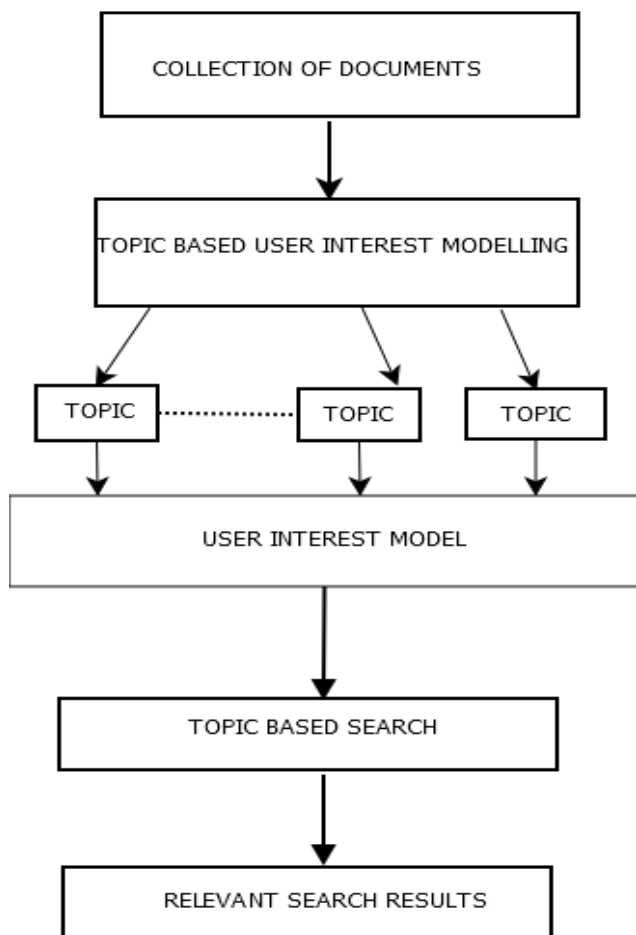 COLLECTION OF DOCUMENTS
TOPIC BASED USER INTEREST MODELLING
TOPIC
TOPIC
TOPIC
USER INTEREST MODEL
TOPIC BASED SEARCH
RELEVANT SEARCH RESULTS